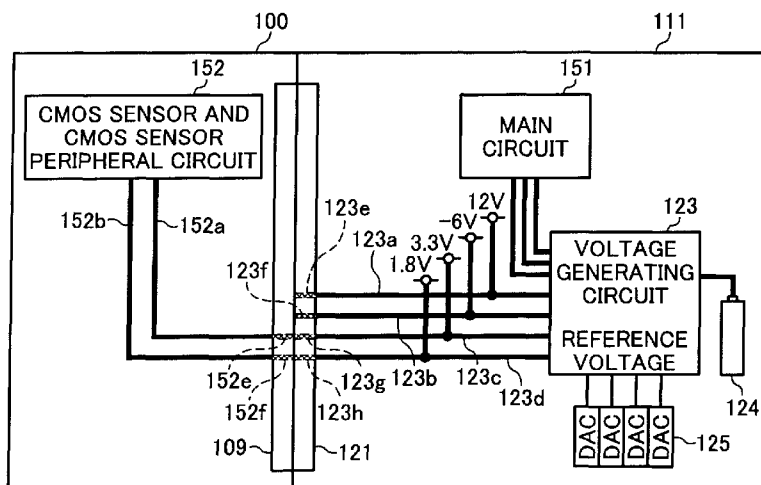 100
111
152
CMOS SENSOR AND
CMOS SENSOR
PERIPHERAL CIRCUIT
151
MAIN
CIRCUIT
152b
152a
123e
123a
123f
12V
-6V
3.3V
1.8V
123
VOLTAGE
GENERATING
CIRCUIT
REFERENCE
VOLTAGE
152e
152f
123g
123h
123b
123c
123d
124
DAC
DAC
DAC
DAC
125
109
121